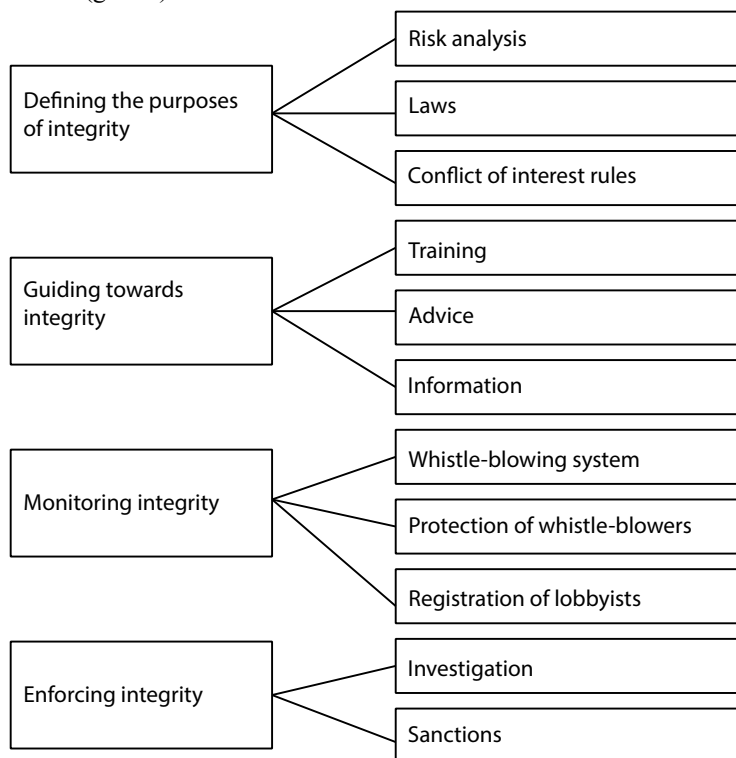 Risk analysis
Defining the purposes
of integrity
Laws
Conflict of interest rules
Training
Guiding towards
integrity
Advice
Information
Whistle-blowing system
Monitoring integrity
Protection of whistle-blowers
Registration of lobbyists
Investigation
Enforcing integrity
Sanctions